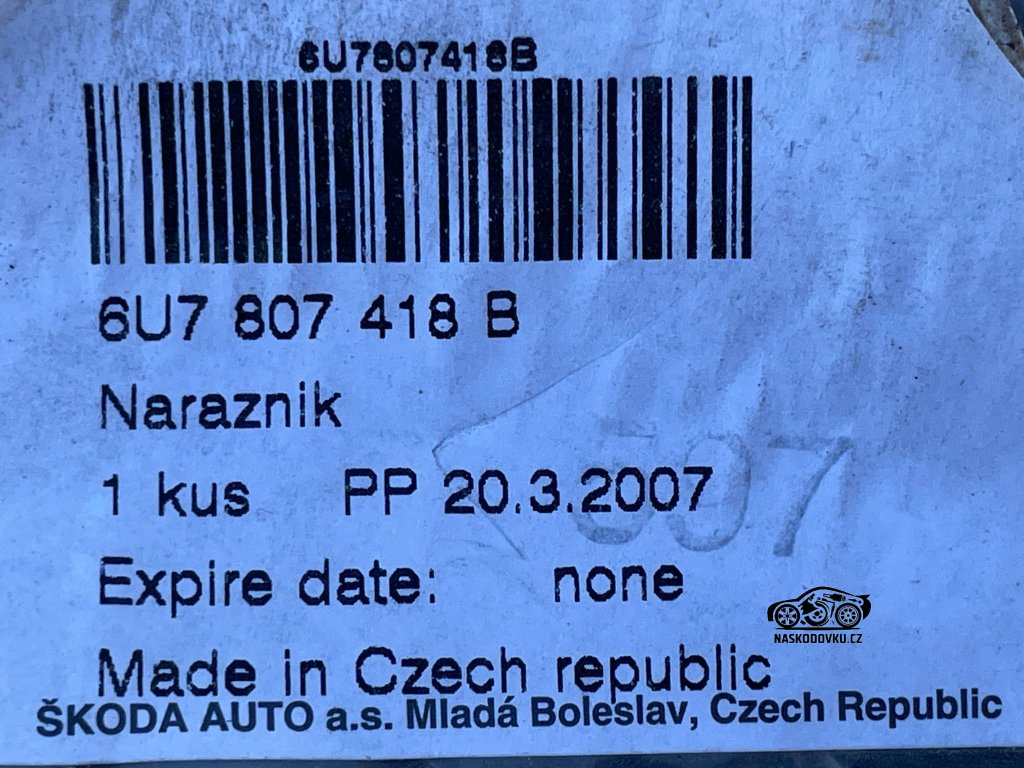 6U7807418B
6U7 807 418 B
Naraznik
1 kus PP 20.3.2007
507
Expire date: none
NASKODOVKU.CZ
Made in Czech republic
ŠKODA AUTO a.s. Mladá Boleslav, Czech Republic